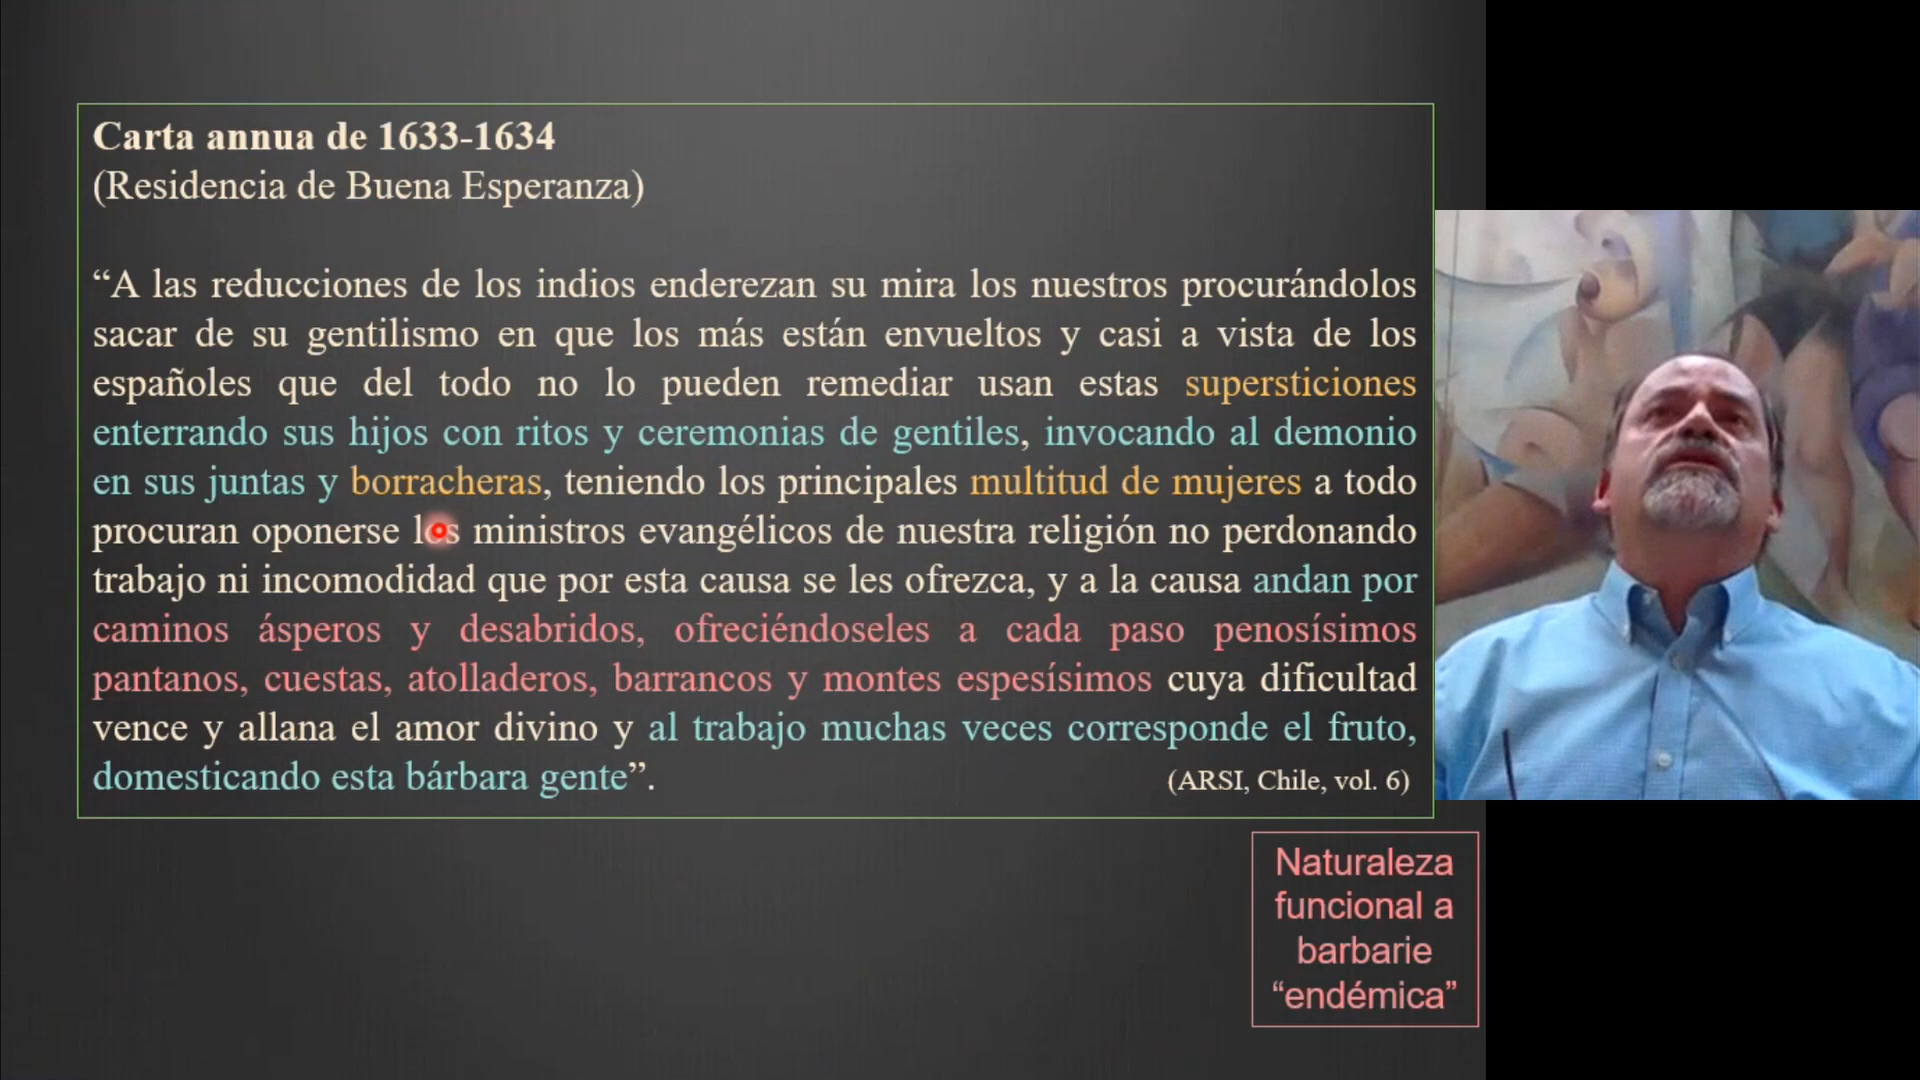 Carta annua de 1633-1634
(Residencia de Buena Esperanza)
“A las reducciones de los indios enderezan su mira los nuestros procurándolos
sacar de su gentilismo en que los más están envueltos y casi a vista de los
españoles que del todo no lo pueden remediar usan estas supersticiones
enterrando sus hijos con ritos y ceremonias de gentiles, invocando al demonio
en sus juntas y borracheras, teniendo los principales multitud de mujeres a todo
procuran oponerse los ministros evangélicos de nuestra religión no perdonando
trabajo ni incomodidad que por esta causa se les ofrezca, y a la causa andan por
caminos ásperos y desabridos, ofreciéndoseles a cada paso penosísimos
pantanos, cuestas, atolladeros, barrancos y montes espesísimos cuya dificultad
vence y allana el amor divino y al trabajo muchas veces corresponde el fruto,
domesticando esta bárbara gente”.
(ARSI, Chile, vol. 6)
Naturaleza
funcional a
barbarie
“endémica”